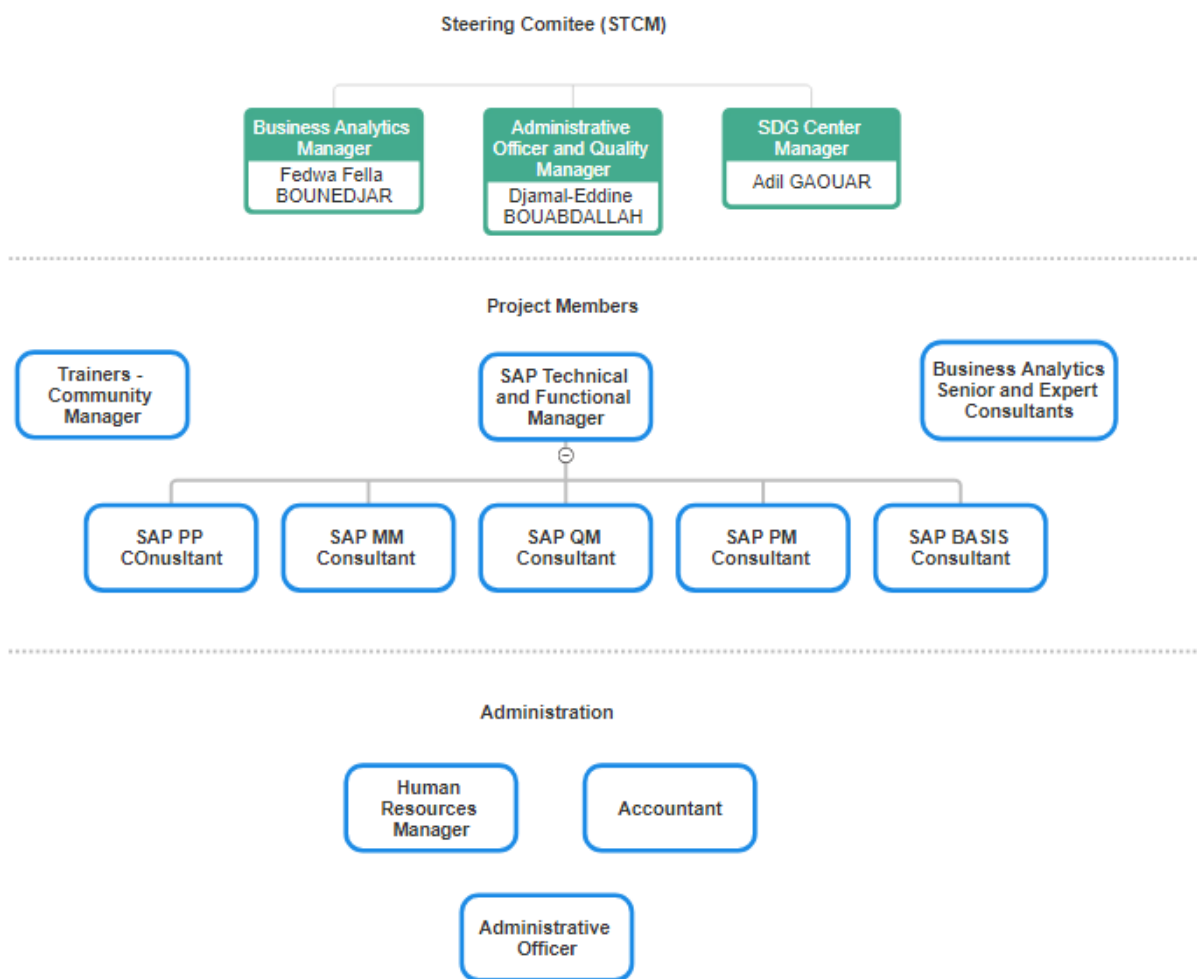 Steering Comitee (STCM)
Business Analytics
Manager
Fedwa Fella
BOUNEDJAR
Administrative
Officer and Quality
Manager
Djamal-Eddine
BOUABDALLAH
SDG Center
Manager
Adil GAOUAR
Project Members
Trainers -
Community
Manager
SAP Technical
and Functional
Manager
Business Analytics
Senior and Expert
Consultants
SAP PP
COnusltant
SAP MM
Consultant
SAP QM
Consultant
SAP PM
Consultant
SAP BASIS
Consultant
Administration
Human
Resources
Manager
Accountant
Administrative
Officer